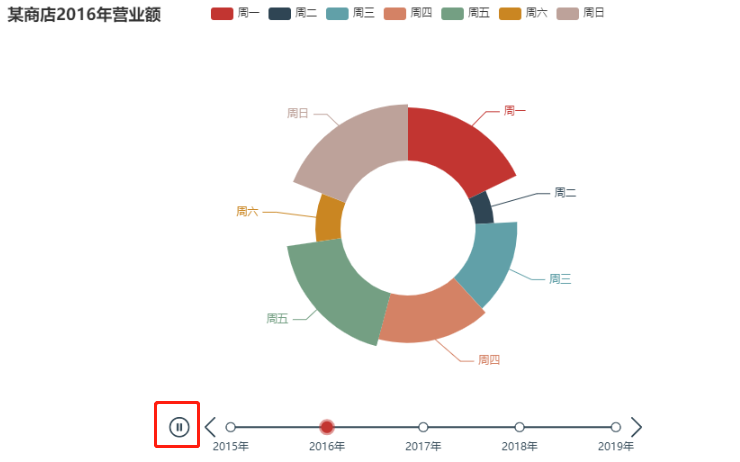 某商店2016年营业额
周一 周二 周三 周四 周五 周六 周日
周日
周一
周二
周六
周三
周五
周四
2015年 2016年 2017年 2018年 2019年